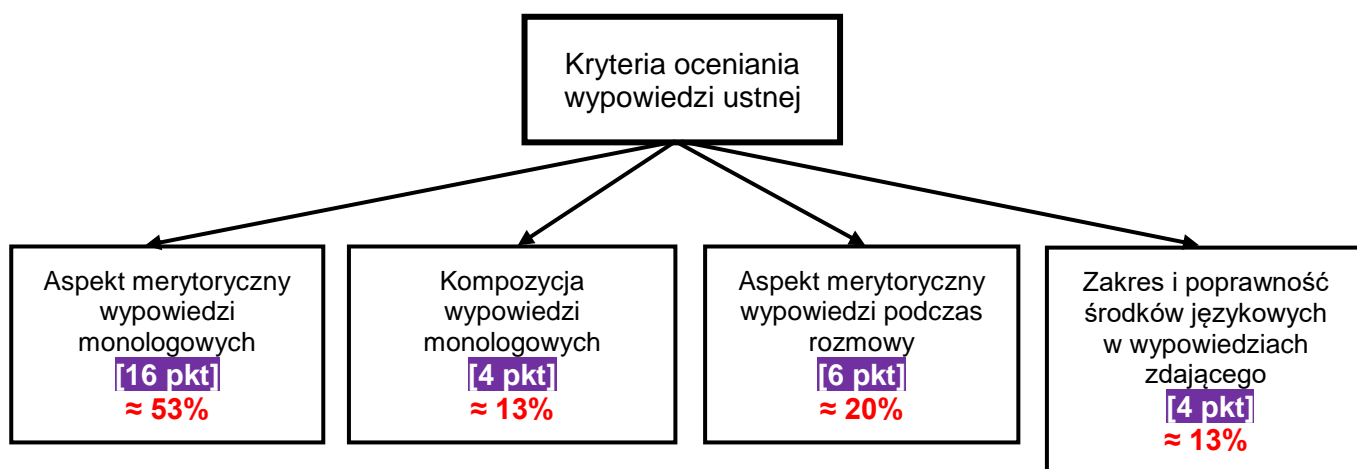 Kryteria oceniania
wypowiedzi ustnej
Aspekt merytoryczny
wypowiedzi
monologowych
[16 pkt]
≈ 53%
Kompozycja
wypowiedzi
monologowych
[4 pkt]
≈ 13%
Aspekt merytoryczny
wypowiedzi podczas
rozmowy
[6 pkt]
≈ 20%
Zakres i poprawność
środków językowych
w wypowiedziach
zdającego
[4 pkt]
≈ 13%